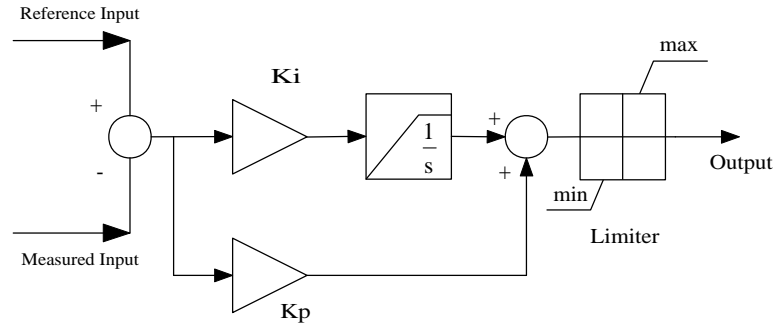 Reference Input
max
Ki
+
1
s
+
-
+
Output
min
Limiter
Measured Input
Kp